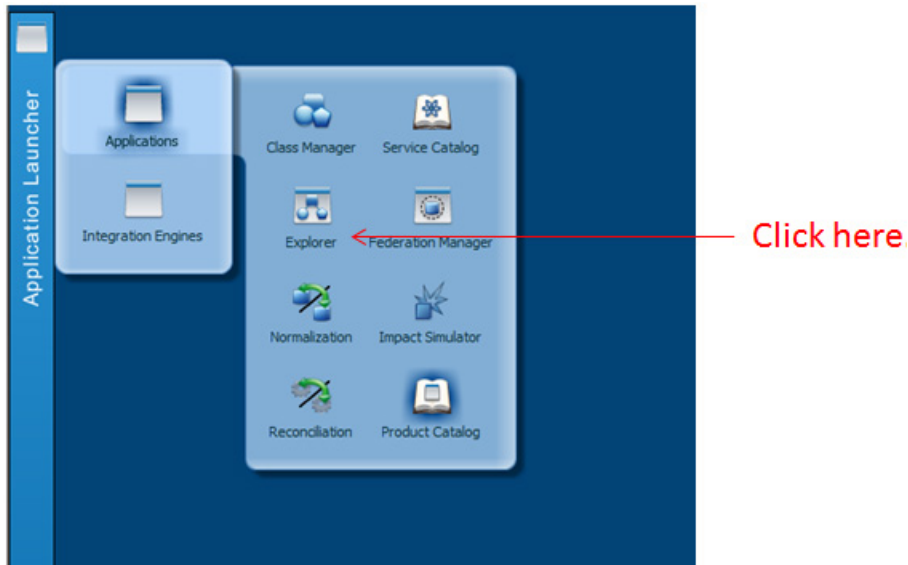 Application Launcher
Applications
Integration Engines
Class Manager
Service Catalog
Explorer
Federation Manager
Normalization
Impact Simulator
Reconciliation
Product Catalog
Click here.